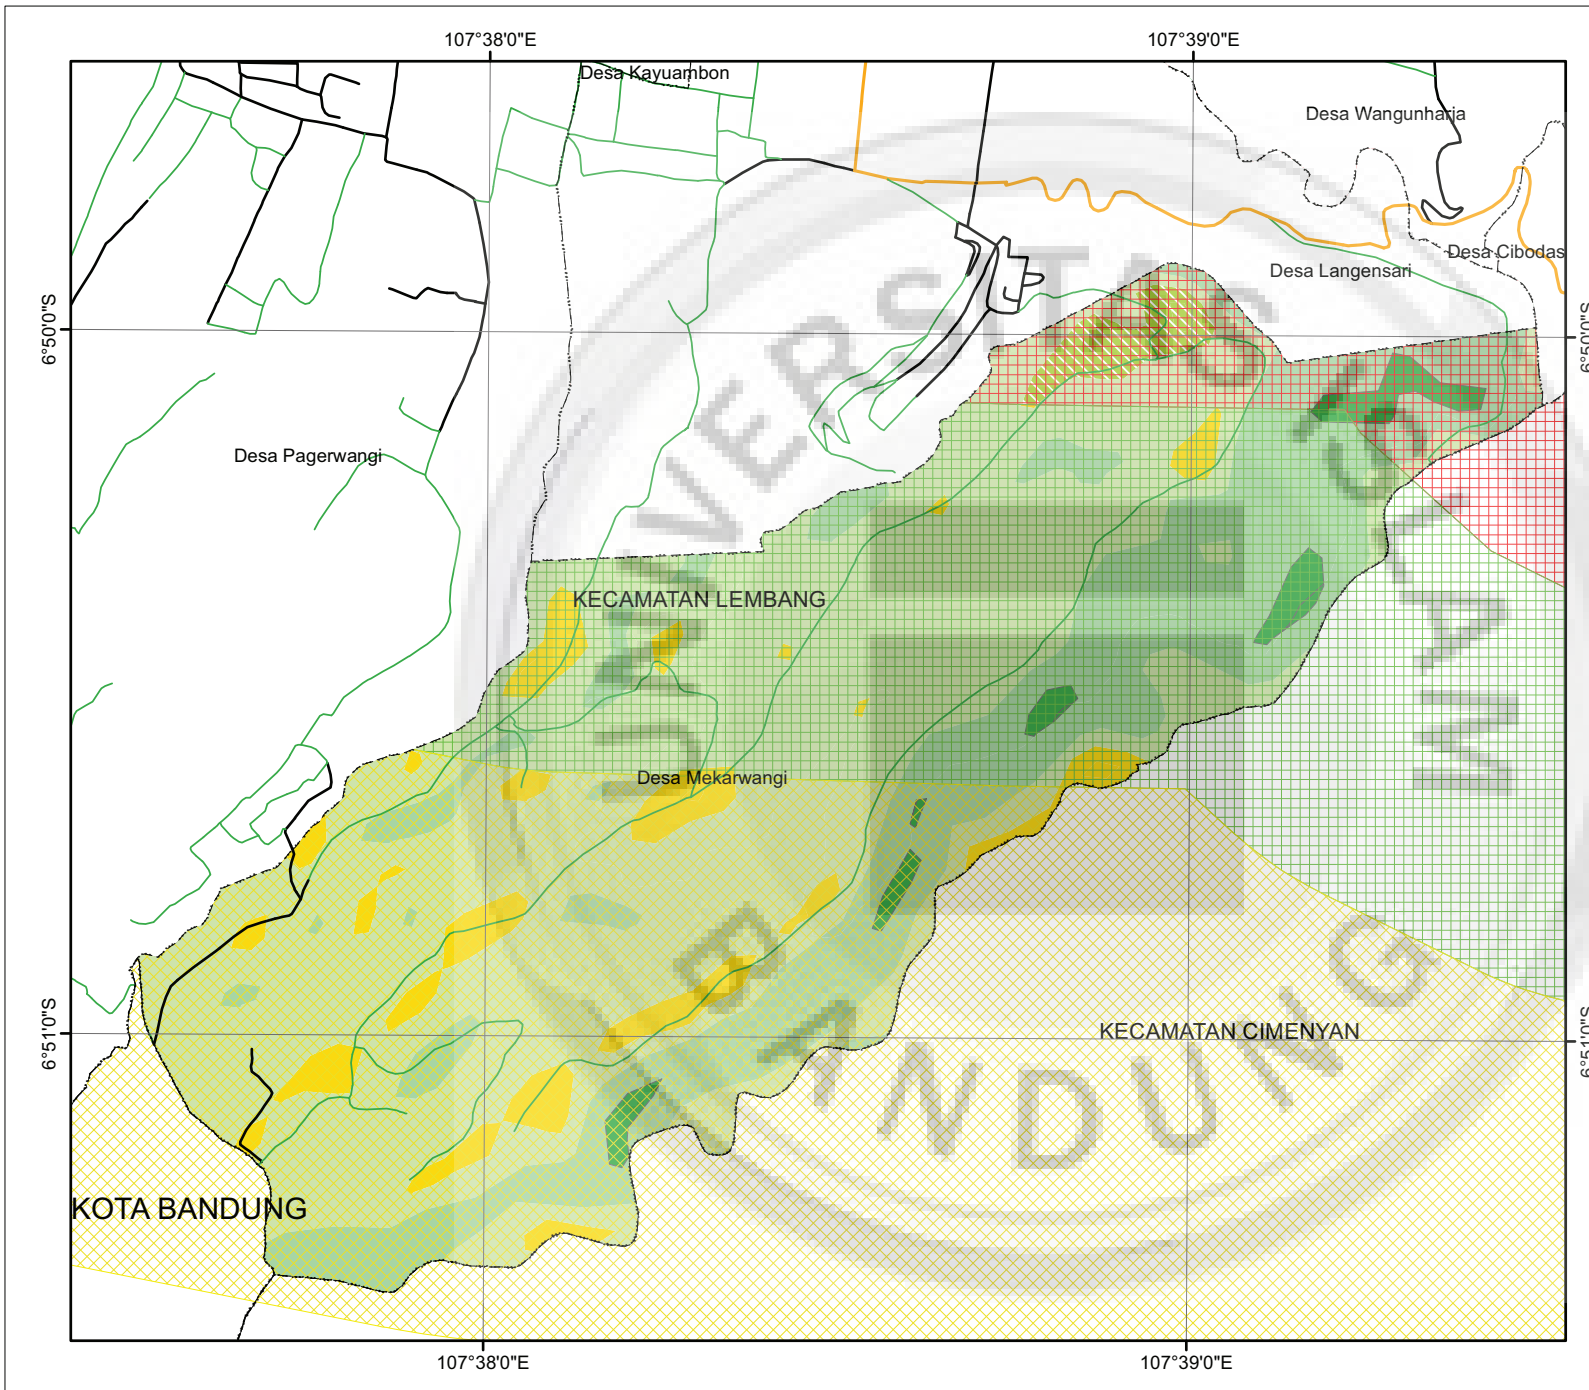 107°38'0"E
107°39'0"E
Desa Kayuambon
Desa Wangunharja
Desa Cibodas
Desa Langensari
6°50'0"S
6°50'0"S
Desa Pagerwangi
KECAMATAN LEMBANG
Desa Mekarwangi
UNIVERSITAS ISLAM
BANDUNG
6°51'0"S
KECAMATAN CIMENYAN
6°51'0"S
KOTA BANDUNG
107°38'0"E
107°39'0"E